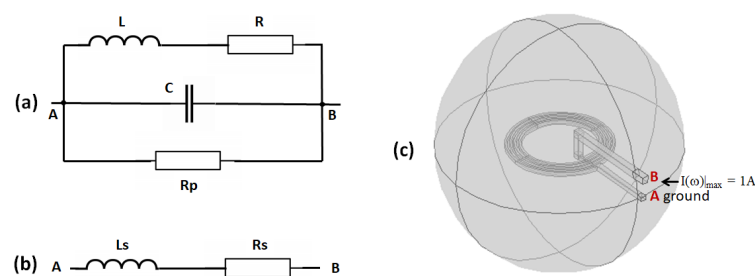 L
R
(a)
C
A
B
Rp
(b)
A
Ls
Rs
B
(c)
B
I(ω)|max = 1A
A ground